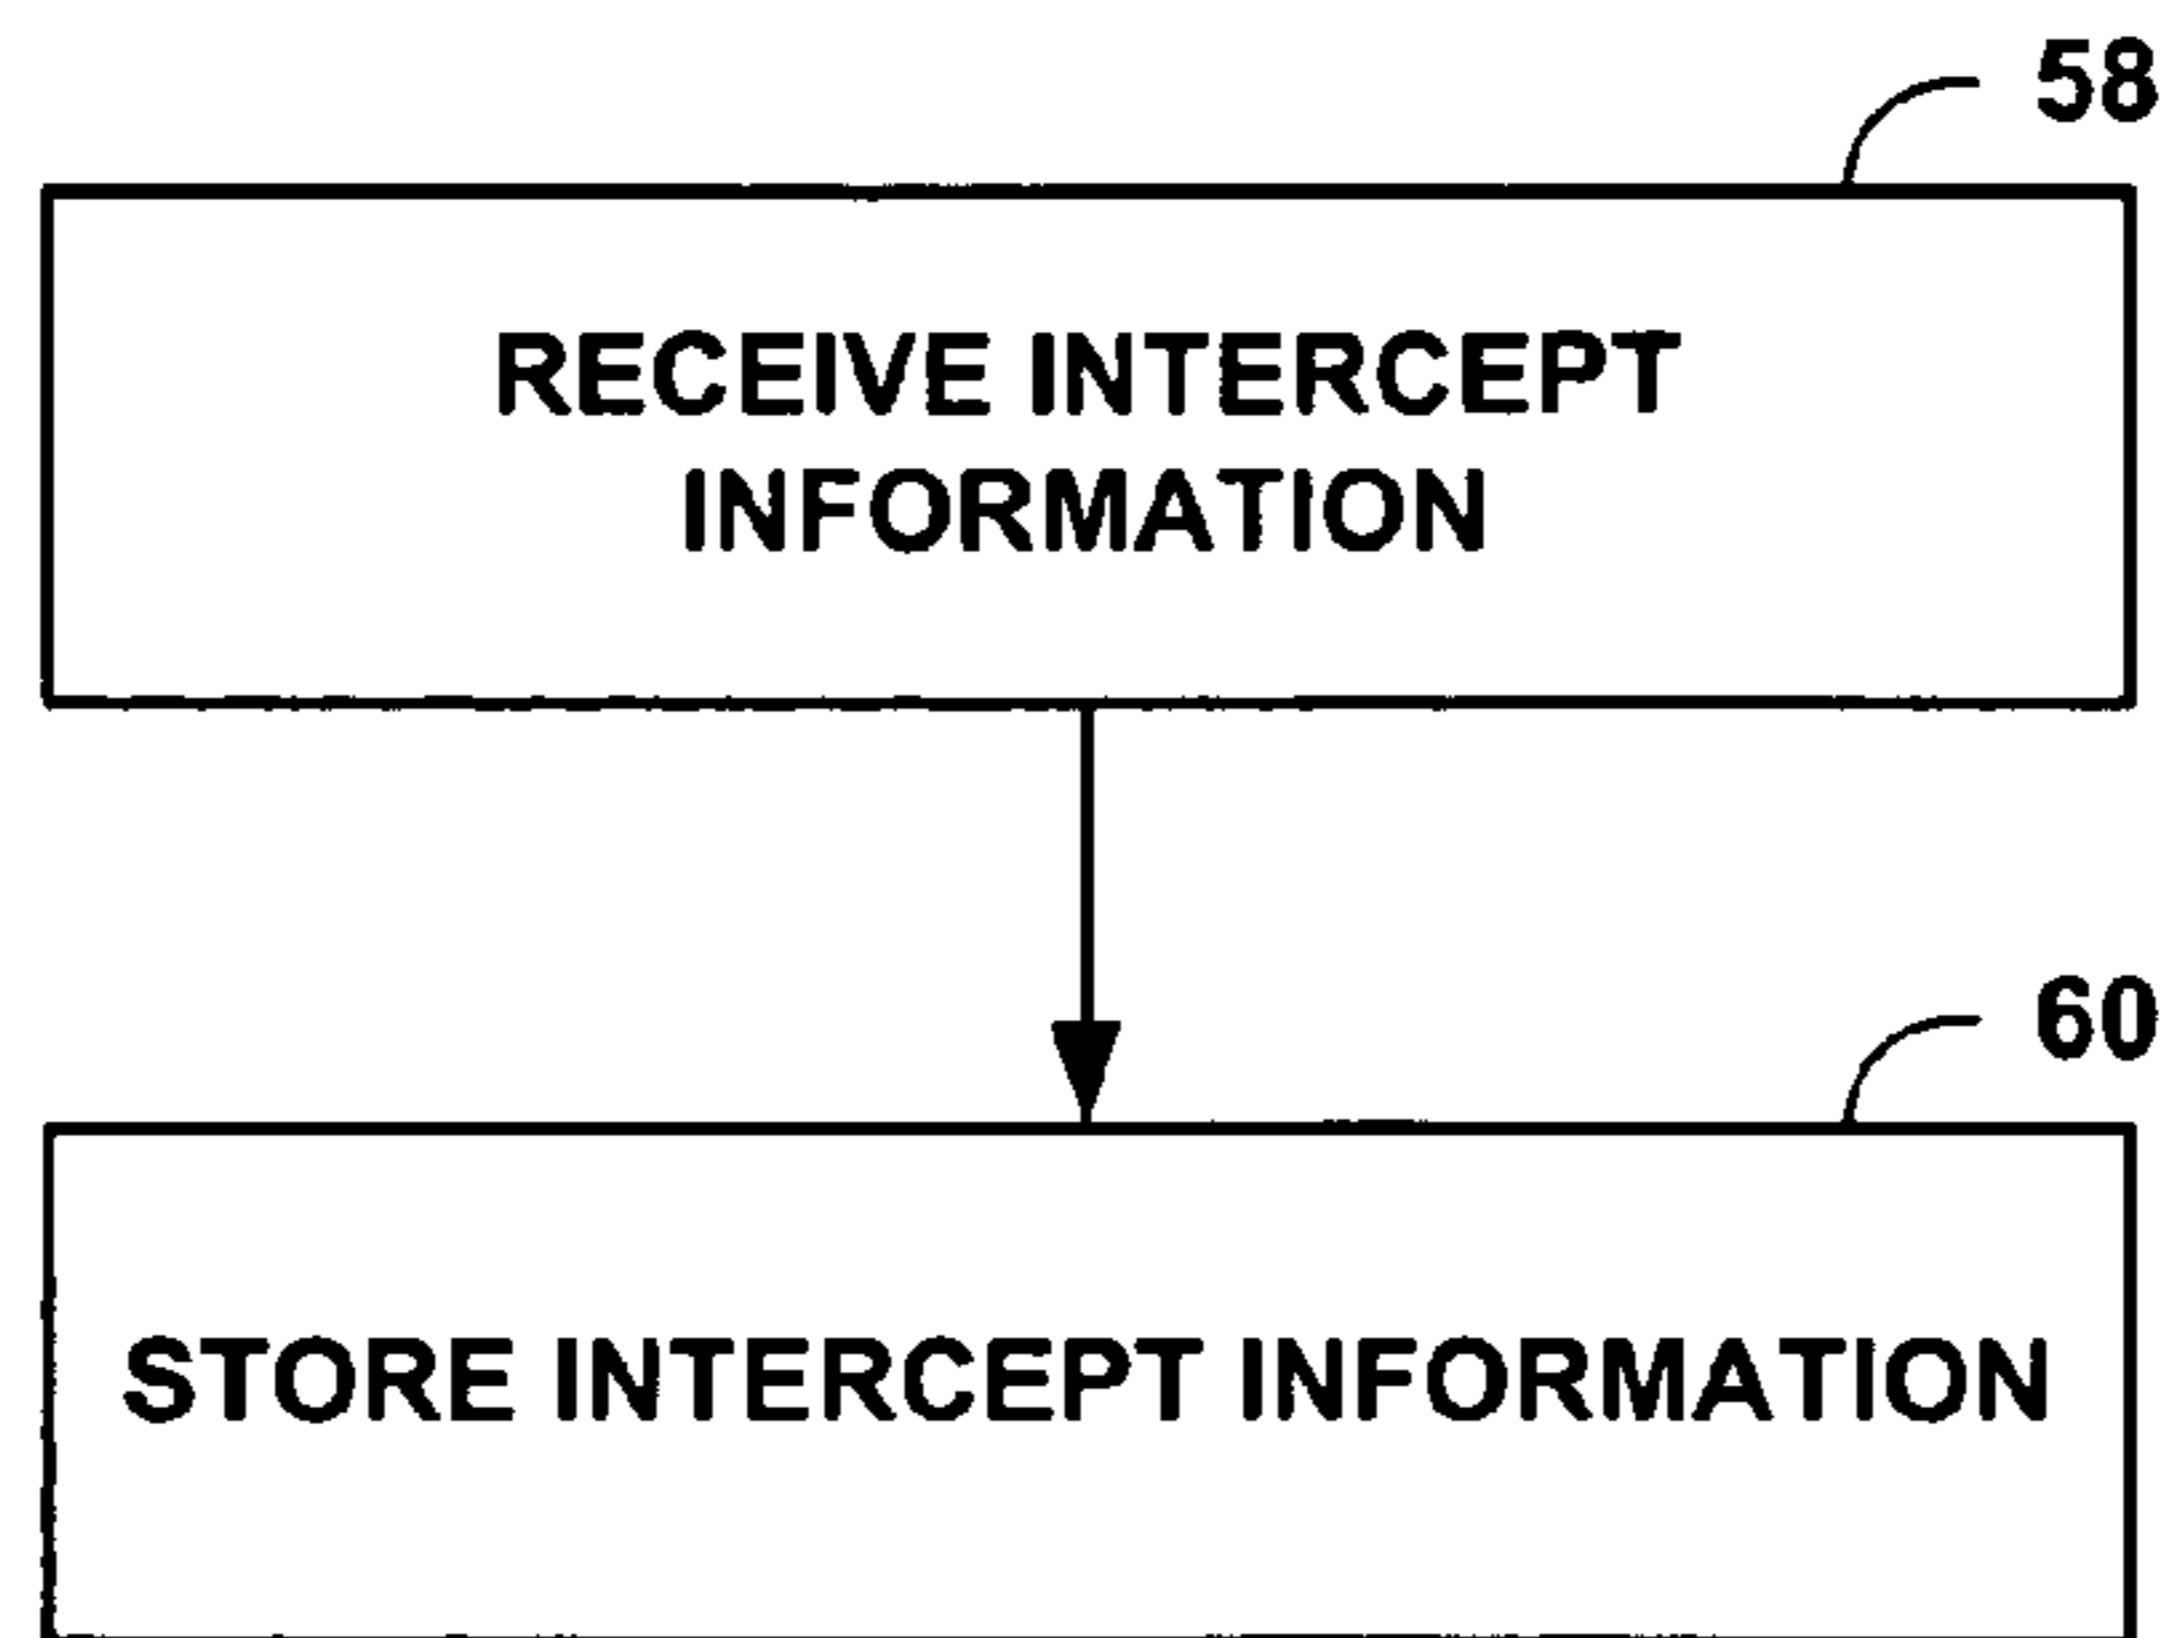 58
RECEIVE INTERCEPT
INFORMATION
60
STORE INTERCEPT INFORMATION